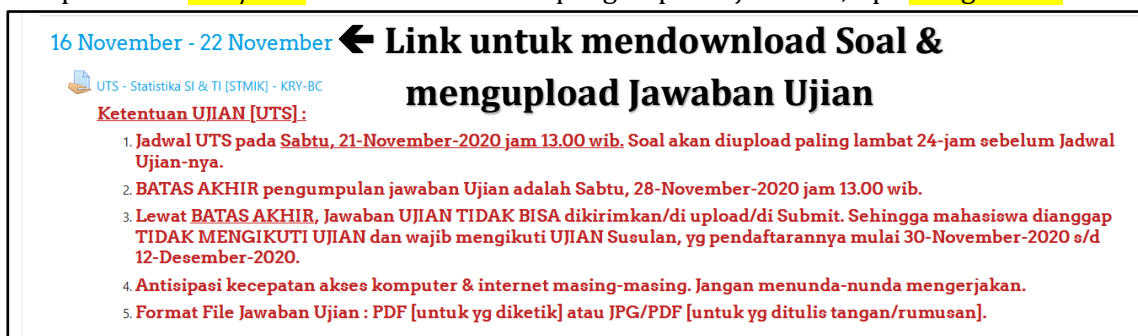 16 November - 22 November 🡸 Link untuk mendownload Soal &
mengupload Jawaban Ujian
UTS - Statistika SI & TI [STMIK] - KRY-BC
Ketentuan UJIAN [UTS] :
1. Jadwal UTS pada Sabtu, 21-November-2020 jam 13.00 wib. Soal akan diupload paling lambat 24-jam sebelum Jadwal
Ujian-nya.
2. BATAS AKHIR pengumpulan jawaban Ujian adalah Sabtu, 28-November-2020 jam 13.00 wib.
3. Lewat BATAS AKHIR, Jawaban UJIAN TIDAK BISA dikirimkan/di upload/di Submit. Sehingga mahasiswa dianggap
TIDAK MENGIKUTI UJIAN dan wajib mengikuti UJIAN Susulan, yg pendaftarannya mulai 30-November-2020 s/d
12-Desember-2020.
4. Antisipasi kecepatan akses komputer & internet masing-masing. Jangan menunda-nunda mengerjakan.
5. Format File Jawaban Ujian : PDF [untuk yg diketik] atau JPG/PDF [untuk yg ditulis tangan/rumusan].